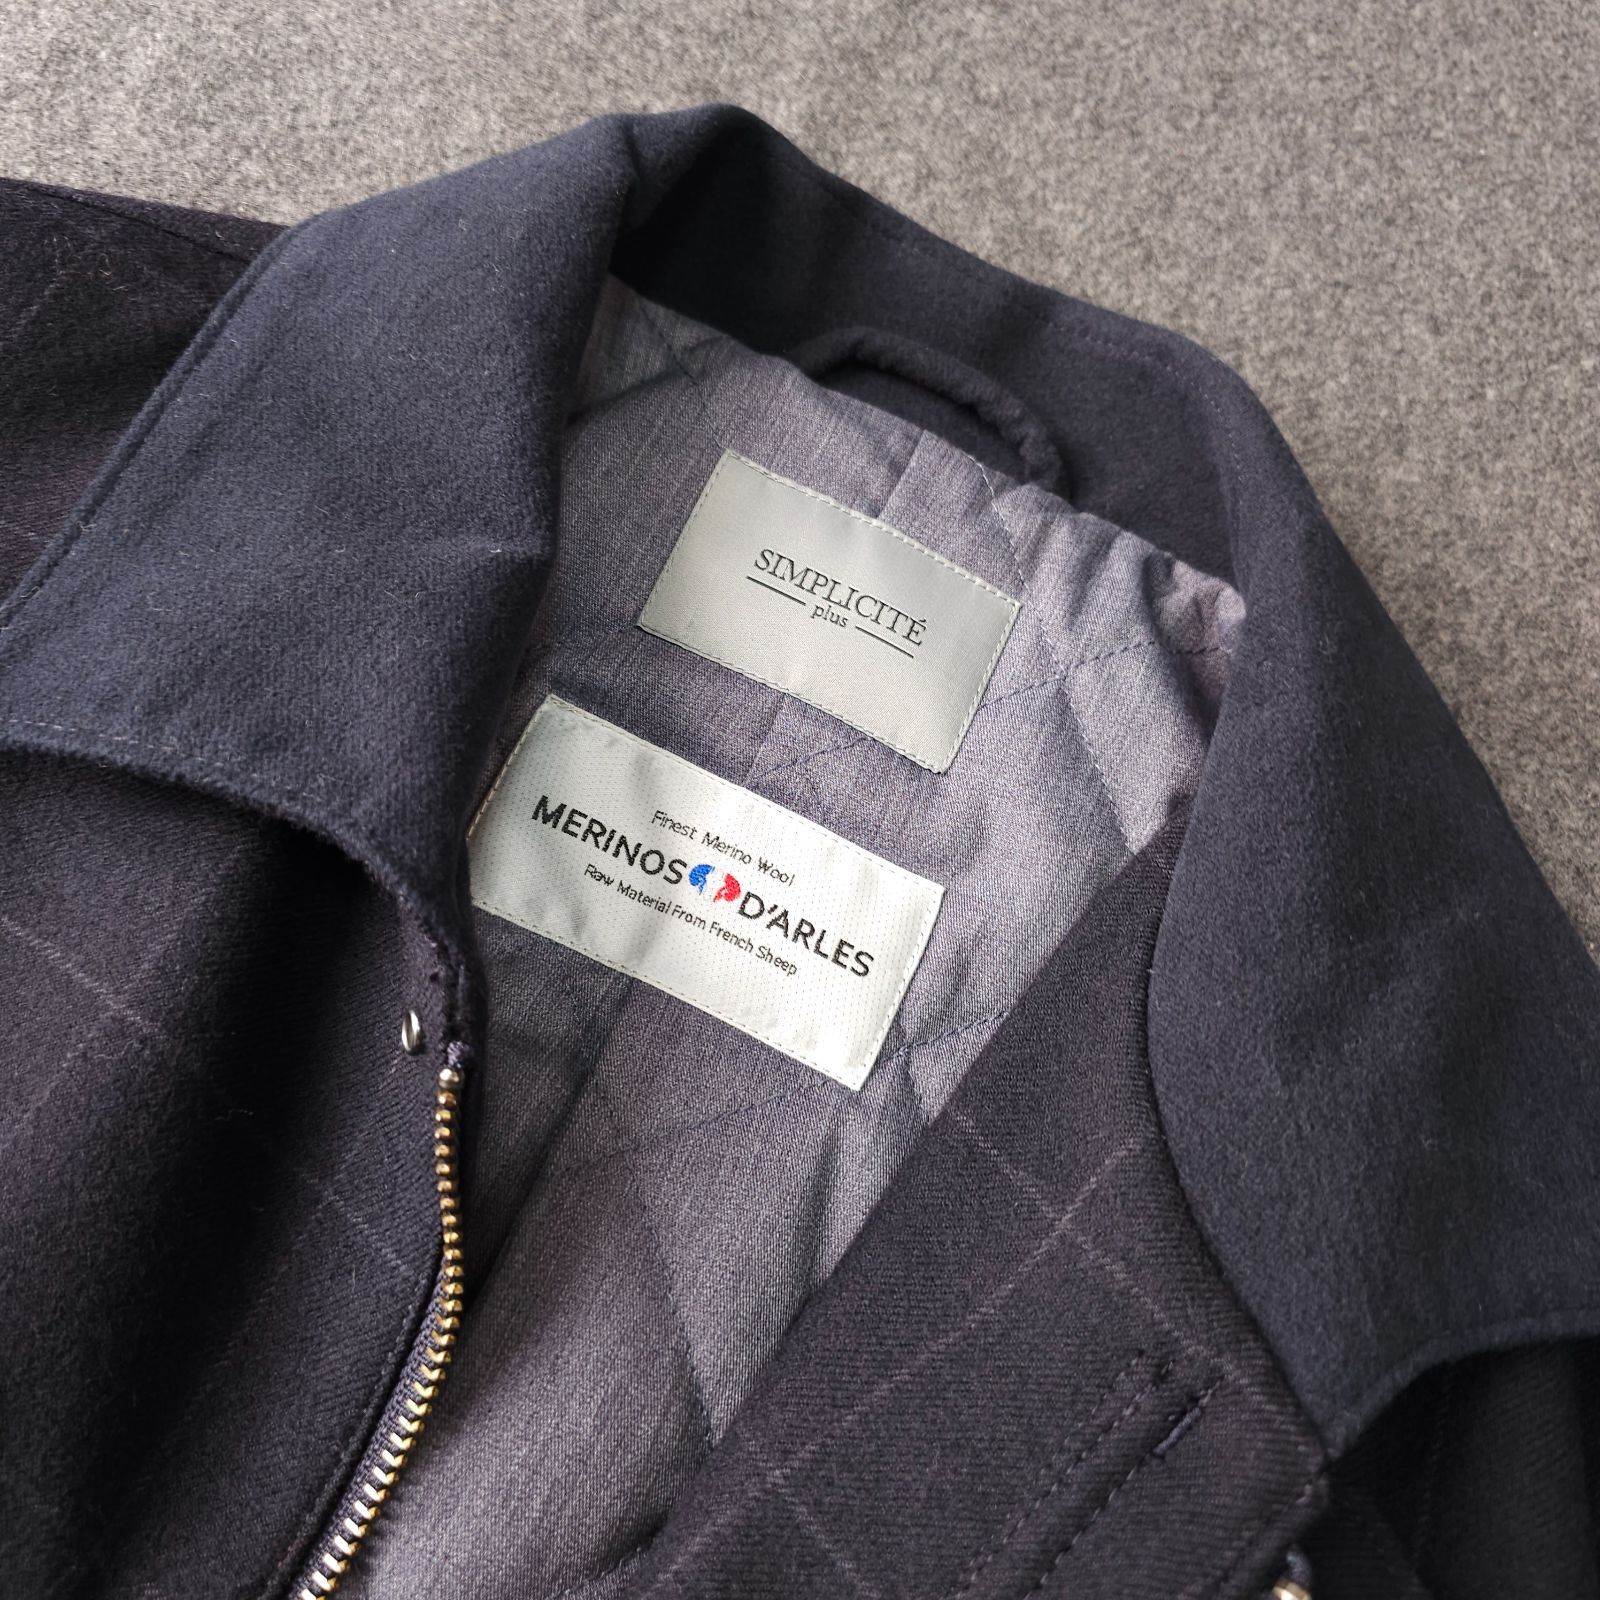 SIMPLICITÉ
plus
Finest Merino Wool
MERINOS D'ARLES
Raw Material From French Sheep